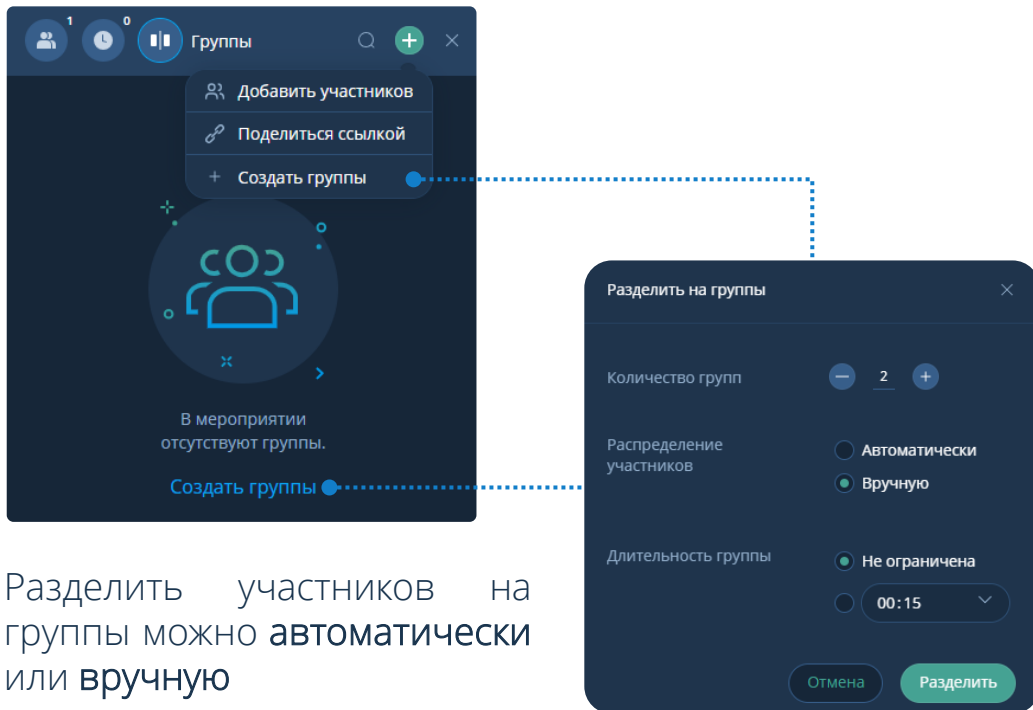 1
0
Группы
Добавить участников
Поделиться ссылкой
Создать группы
В мероприятии
отсутствуют группы.
Создать группы
Разделить на группы
Количество групп
2
Распределение
участников
Автоматически
Вручную
Длительность группы
Не ограничена
00:15
Отмена
Разделить
Разделить участников на
группы можно автоматически
или вручную